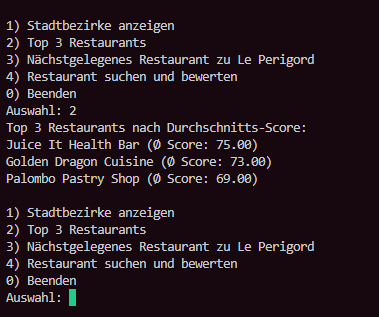 1) Stadtbezirke anzeigen
2) Top 3 Restaurants
3) Nächstgelegenes Restaurant zu Le Perigord
4) Restaurant suchen und bewerten
0) Beenden
Auswahl: 2
Top 3 Restaurants nach Durchschnitts-Score:
Juice It Health Bar (Ø Score: 75.00)
Golden Dragon Cuisine (Ø Score: 73.00)
Palombo Pastry Shop (Ø Score: 69.00)
1) Stadtbezirke anzeigen
2) Top 3 Restaurants
3) Nächstgelegenes Restaurant zu Le Perigord
4) Restaurant suchen und bewerten
0) Beenden
Auswahl: